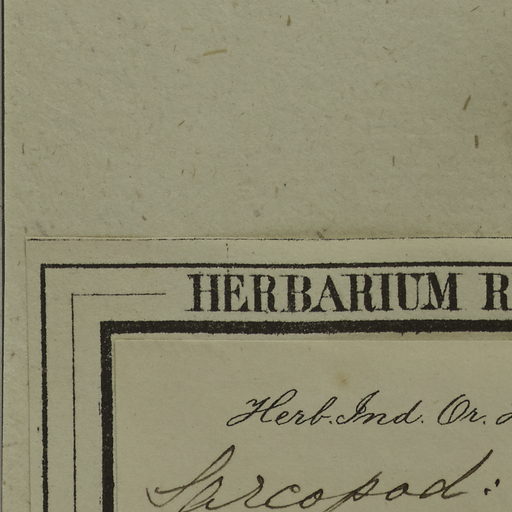 HERBARIUM R
Herb. Ind. Or. H
Sarcopod: